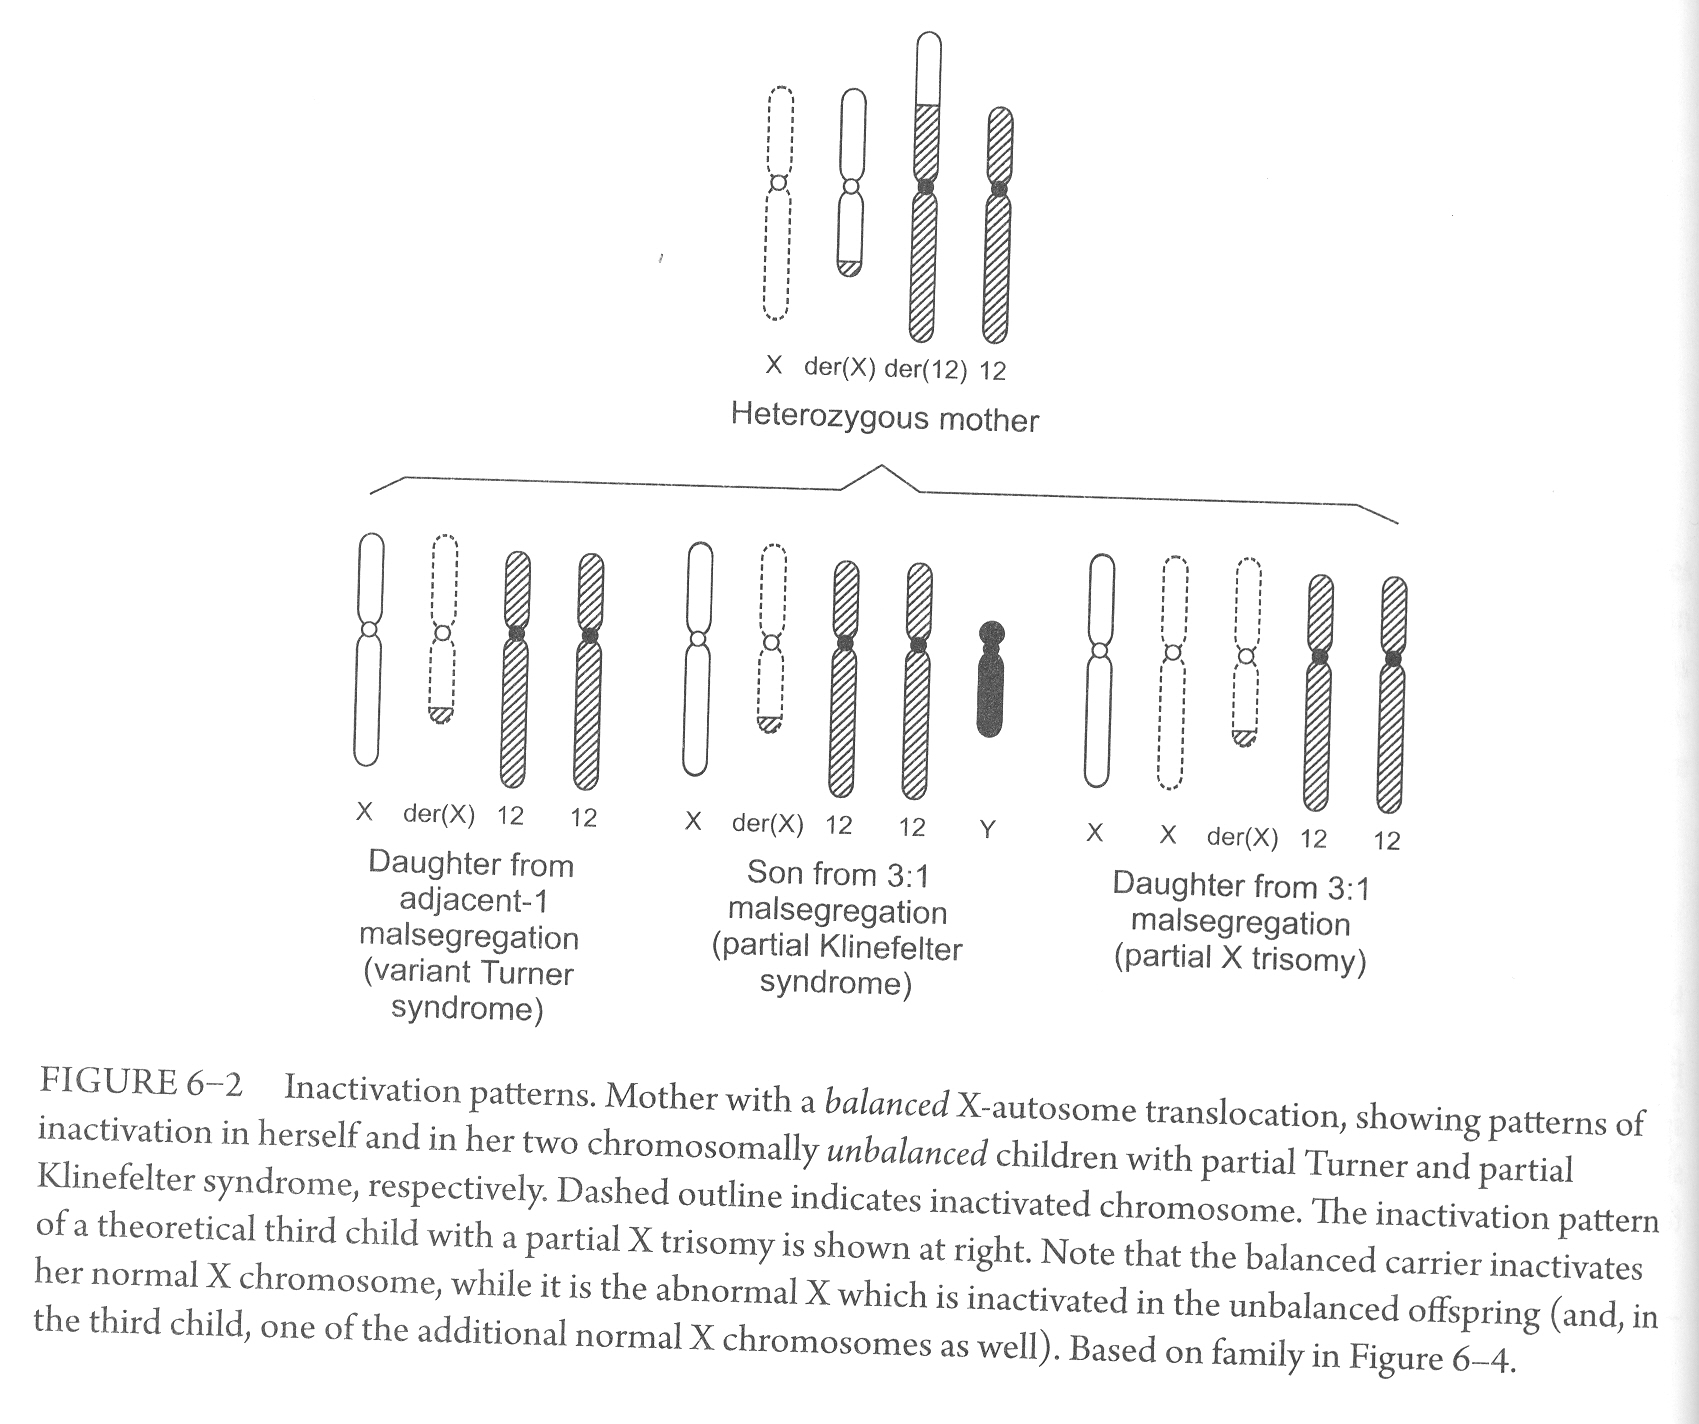 X der(X) der(12) 12
Heterozygous mother
X der(X) 12 12
Daughter from
adjacent-1
malsegregation
(variant Turner
syndrome)
X der(X) 12 12 Y
Son from 3:1
malsegregation
(partial Klinefelter
syndrome)
X X der(X) 12 12
Daughter from 3:1
malsegregation
(partial X trisomy)
FIGURE 6–2 Inactivation patterns. Mother with a balanced X-autosome translocation, showing patterns of
inactivation in herself and in her two chromosomally unbalanced children with partial Turner and partial
Klinefelter syndrome, respectively. Dashed outline indicates inactivated chromosome. The inactivation pattern
of a theoretical third child with a partial X trisomy is shown at right. Note that the balanced carrier inactivates
her normal X chromosome, while it is the abnormal X which is inactivated in the unbalanced offspring (and, in
the third child, one of the additional normal X chromosomes as well). Based on family in Figure 6–4.